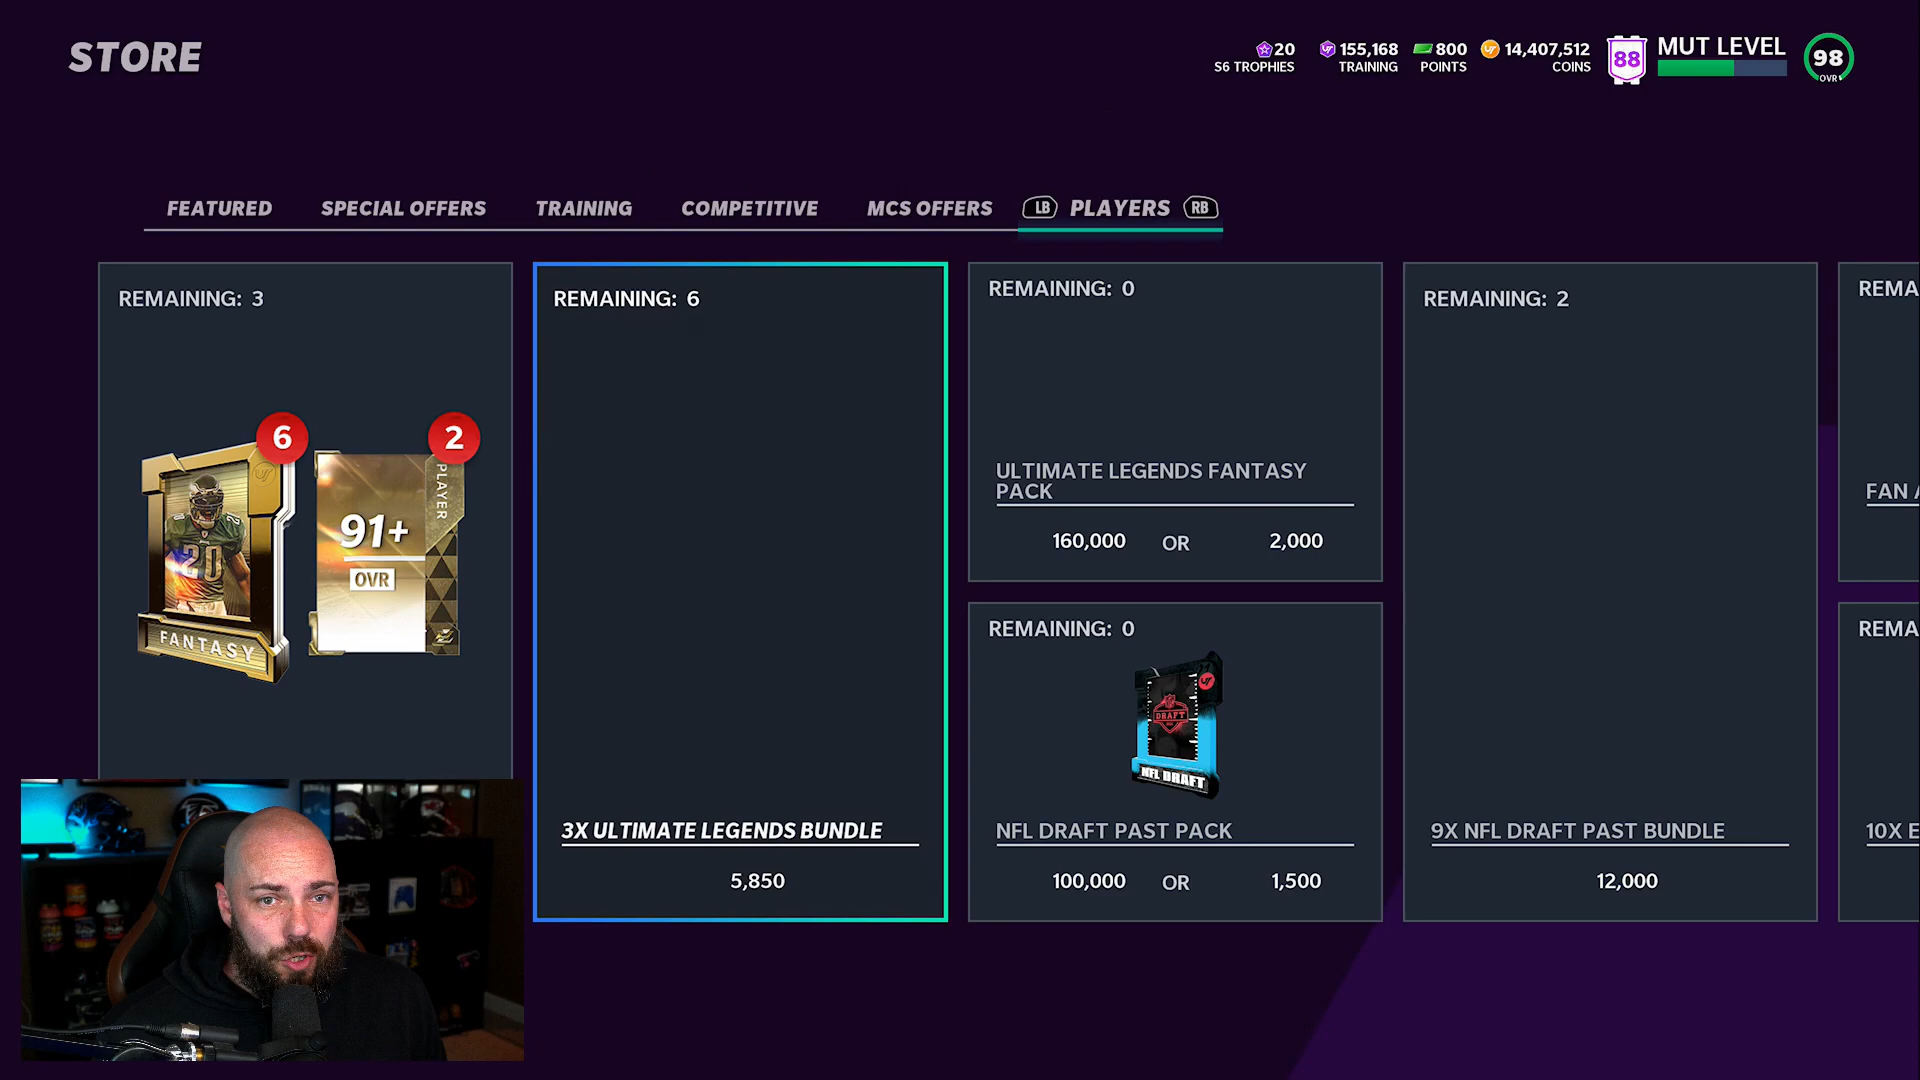 STORE
20
S6 TROPHIES
155,168
TRAINING
800
POINTS
14,407,512
COINS
88
MUT LEVEL
98
OVR
FEATURED
SPECIAL OFFERS
TRAINING
COMPETITIVE
MCS OFFERS
LB
PLAYERS
RB
REMAINING: 3
6
2
20
FANTASY
PLAYER
91+
OVR
REMAINING: 6
3X ULTIMATE LEGENDS BUNDLE
5,850
REMAINING: 0
ULTIMATE LEGENDS FANTASY
PACK
160,000 OR 2,000
REMAINING: 0
DRAFT
NFL DRAFT
NFL DRAFT PAST PACK
100,000 OR 1,500
REMAINING: 2
9X NFL DRAFT PAST BUNDLE
12,000
REMA
FAN
REMA
10X E